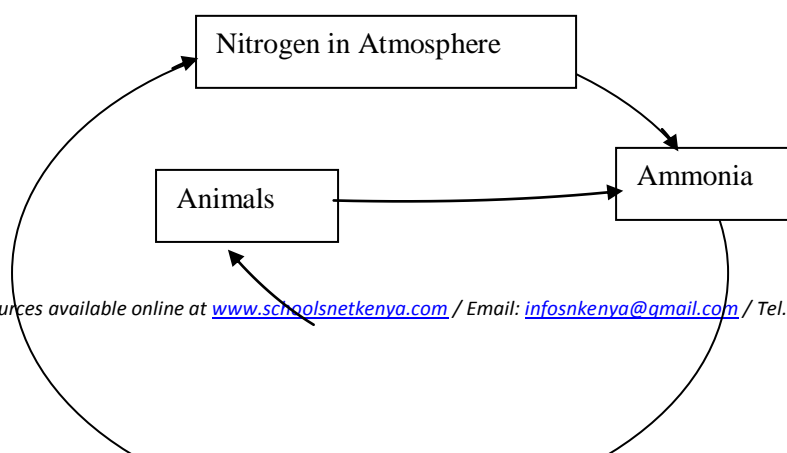 Nitrogen in Atmosphere
Ammonia
Animals
urces available online at www.schoolsnetkenya.com / Email: infosnkenya@gmail.com / Tel.